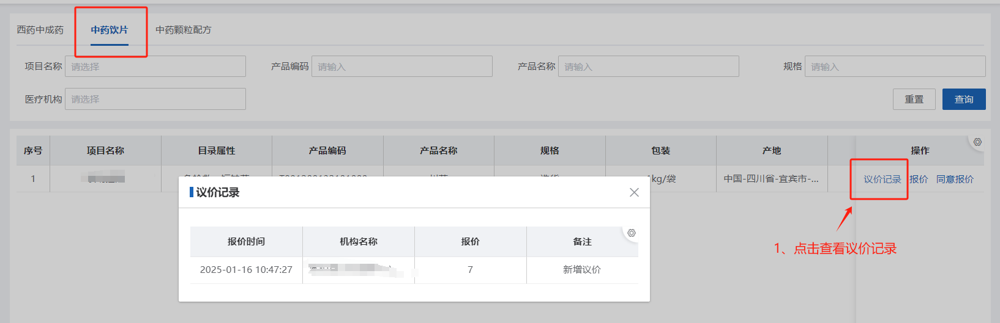 西药中成药 中药饮片 中药颗粒配方
项目名称 请选择 产品编码 请输入 产品名称 请输入 规格 请输入
医疗机构 请选择 重置 查询
序号 项目名称 目录属性 产品编码 产品名称 规格 包装 产地 操作
1 kg/袋 中国-四川省-宜宾市-... 议价记录 报价 同意报价
议价记录
报价时间 机构名称 报价 备注
2025-01-16 10:47:27 7 新增议价
1、点击查看议价记录